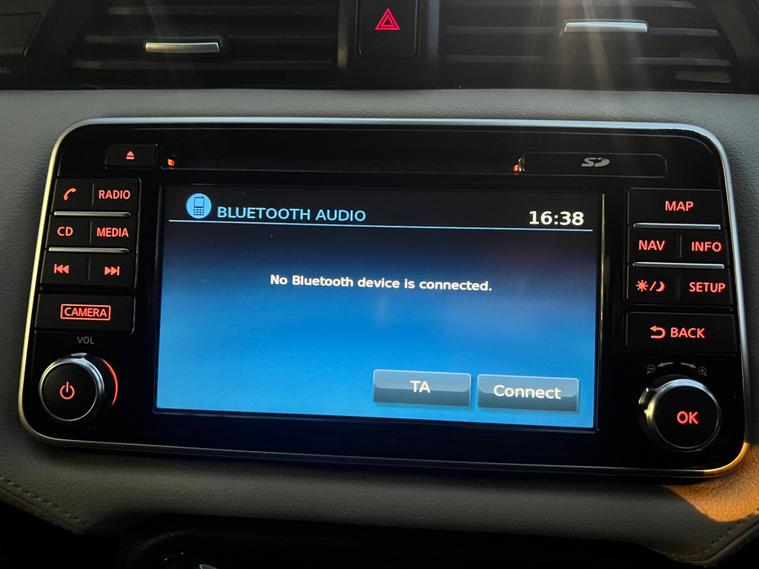 SD
RADIO
CD MEDIA
CAMERA
VOL
BLUETOOTH AUDIO 16:38
No Bluetooth device is connected.
TA Connect
MAP
NAV INFO
SETUP
BACK
OK